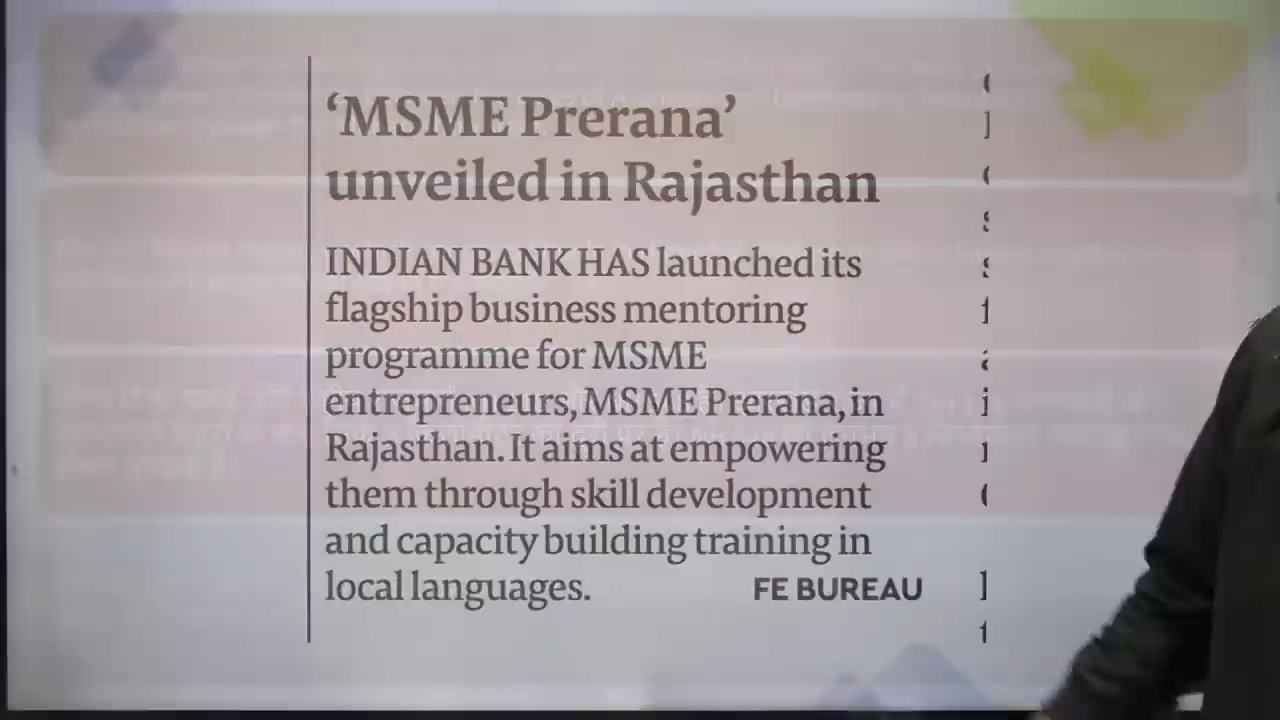 ‘MSME Prerana’
unveiled in Rajasthan
INDIAN BANK HAS launched its
flagship business mentoring
programme for MSME
entrepreneurs, MSME Prerana, in
Rajasthan. It aims at empowering
them through skill development
and capacity building training in
local languages.
FE BUREAU